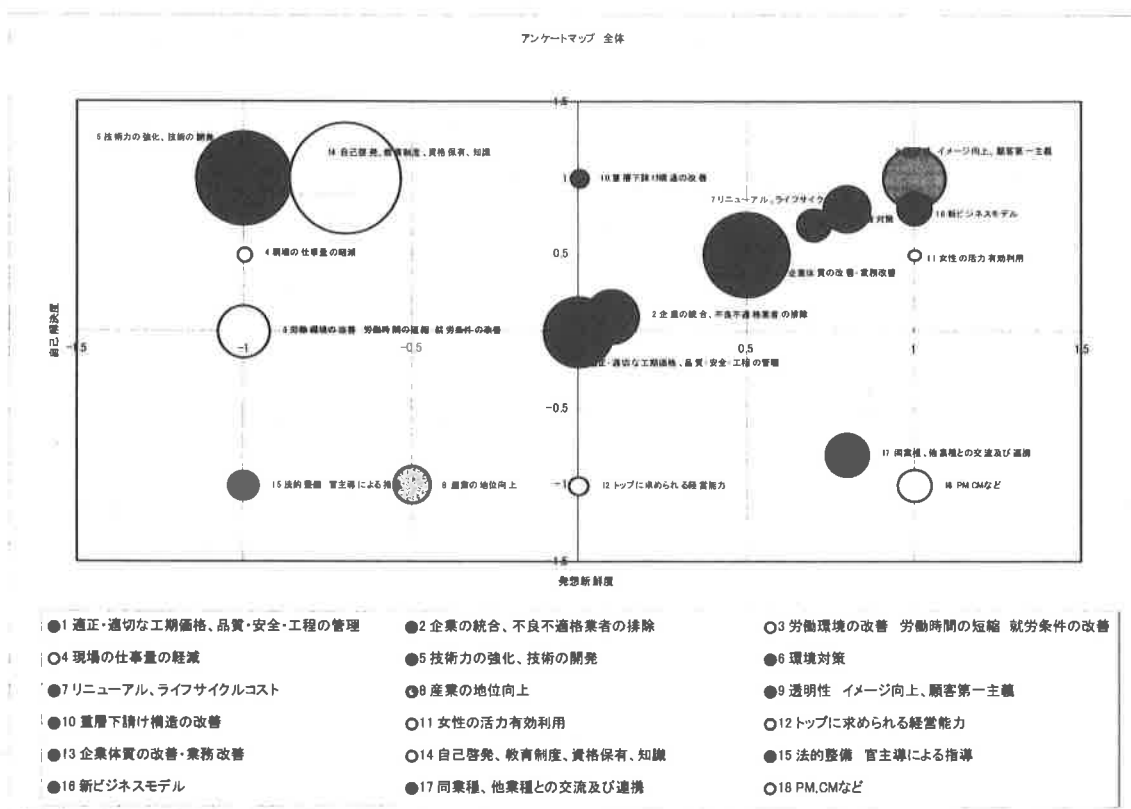 アンケートマップ 全体
1.5
5 技術力の強化、技術の開発
14 自己啓発、教育制度、資格保有、知識
イメージ向上、顧客第一主義
1
10 重層下請け構造の改善
7 リニューアル、ライフサイク
対策
16 新ビジネスモデル
4 現場の仕事量の軽減
0.5
11 女性の活力有効利用
企業体質の改善・業務改善
2 企業の統合、不良不適格業者の排除
3 労働環境の改善 労働時間の短縮 就労条件の改善
自己解決度
-1.5
-1
-0.5
0.5
1
1.5
適正・適切な工期価格、品質・安全・工程の管理
-0.5
17 同業種、他業種との交流及び連携
15 法的整備 官主導による指
8 産業の地位向上
-1
12 トップに求められる経営能力
18 PM,CMなど
1.5
発想新鮮度
1 適正・適切な工期価格、品質・安全・工程の管理
2 企業の統合、不良不適格業者の排除
3 労働環境の改善 労働時間の短縮 就労条件の改善
4 現場の仕事量の軽減
5 技術力の強化、技術の開発
6 環境対策
7 リニューアル、ライフサイクルコスト
8 産業の地位向上
9 透明性 イメージ向上、顧客第一主義
10 重層下請け構造の改善
11 女性の活力有効利用
12 トップに求められる経営能力
13 企業体質の改善・業務改善
14 自己啓発、教育制度、資格保有、知識
15 法的整備 官主導による指導
16 新ビジネスモデル
17 同業種、他業種との交流及び連携
18 PM,CMなど